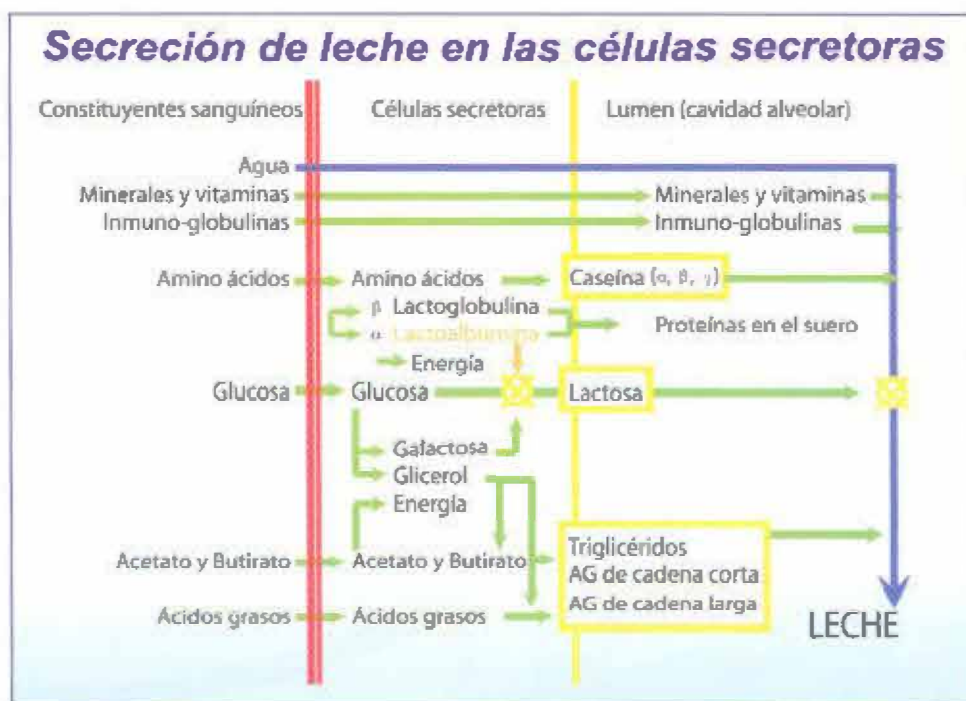 Secreción de leche en las células secretoras
Constituyentes sanguíneos Células secretoras Lumen (cavidad alveolar)
Agua
Minerales y vitaminas Minerales y vitaminas
Inmuno-globulinas Inmuno-globulinas
Amino ácidos Amino ácidos Caseína (α, β, γ)
β Lactoglobulina
α Lactoalbumina Proteínas en el suero
Energía
Glucosa Glucosa Lactosa
Galactosa
Glicerol
Energía
Acetato y Butirato Acetato y Butirato Triglicéridos
AG de cadena corta
AG de cadena larga
Ácidos grasos Ácidos grasos
LECHE